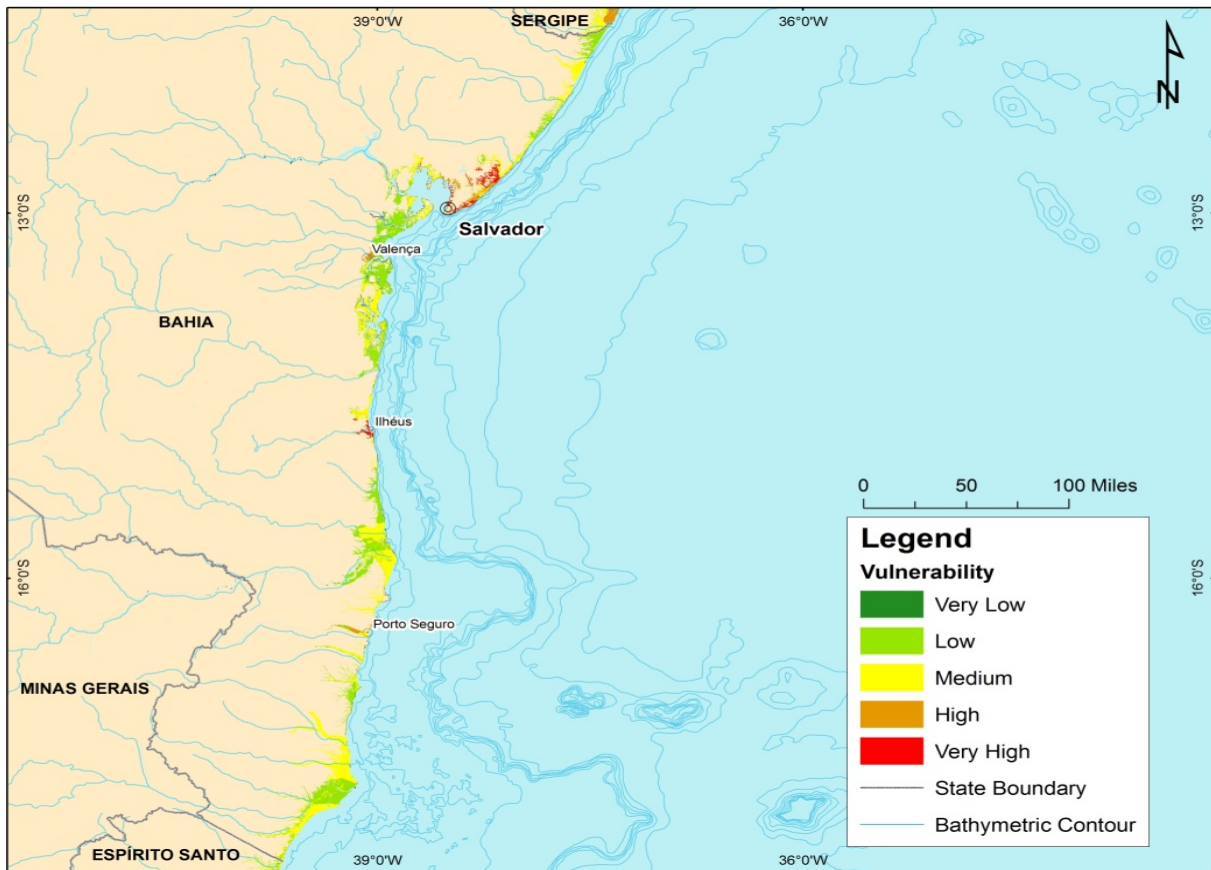 39°0'W
36°0'W
SERGIPE
N
13°0'S
13°0'S
Salvador
Valença
BAHIA
Ilhéus
0 50 100 Miles
Legend
Vulnerability
Very Low
Low
Medium
High
Very High
State Boundary
Bathymetric Contour
16°0'S
16°0'S
Porto Seguro
MINAS GERAIS
ESPÍRITO SANTO
39°0'W
36°0'W